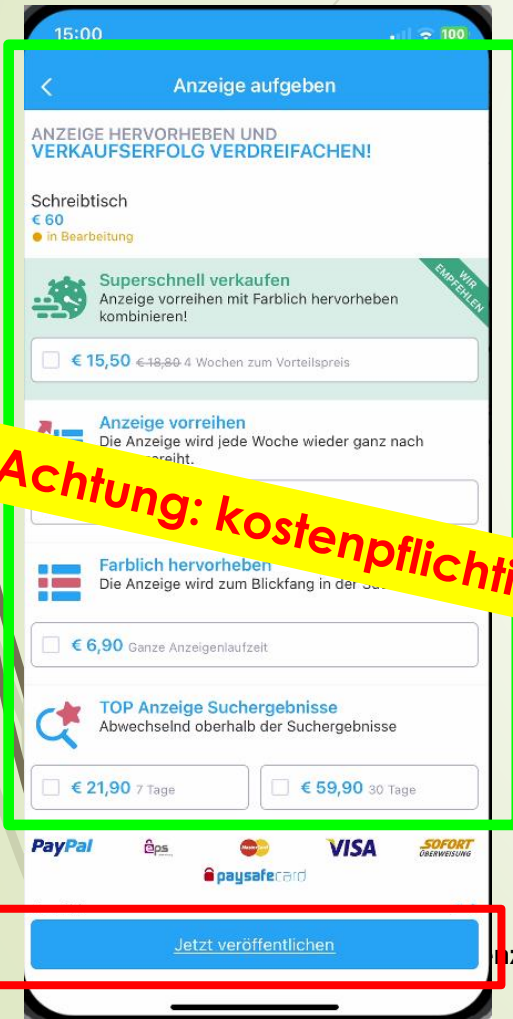 15:00
100
Anzeige aufgeben
ANZEIGE HERVORHEBEN UND
VERKAUFSERFOLG VERDREIFACHEN!
Schreibtisch
€ 60
in Bearbeitung
WIR
EMPFEHLEN
Superschnell verkaufen
Anzeige vorreihen mit Farblich hervorheben
kombinieren!
€ 15,50 € 18,80 4 Wochen zum Vorteilspreis
Anzeige vorreihen
Die Anzeige wird jede Woche wieder ganz nach
Achtung: kostenpflichti
Farblich hervorheben
Die Anzeige wird zum Blickfang in der
€ 6,90 Ganze Anzeigenlaufzeit
TOP Anzeige Suchergebnisse
Abwechselnd oberhalb der Suchergebnisse
€ 21,90 7 Tage € 59,90 30 Tage
PayPal eps MasterCard VISA SOFORT
ÜBERWEISUNG
paysafecard
Jetzt veröffentlichen